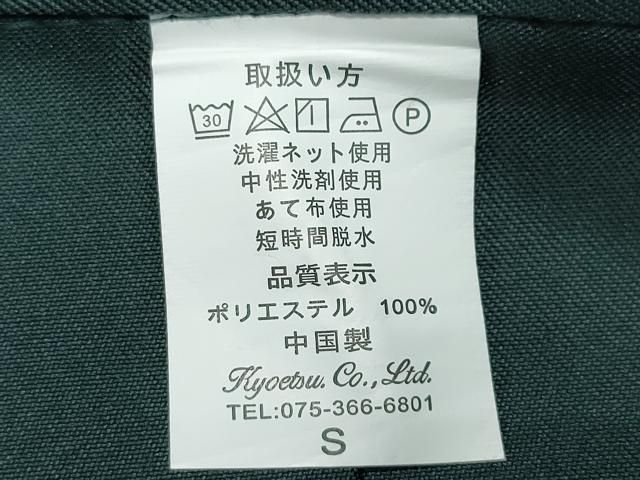 取扱い方
30 P
洗濯ネット使用
中性洗剤使用
あて布使用
短時間脱水
品質表示
ポリエステル 100%
中国製
Kyoetsu. Co., Ltd.
TEL:075-366-6801
S